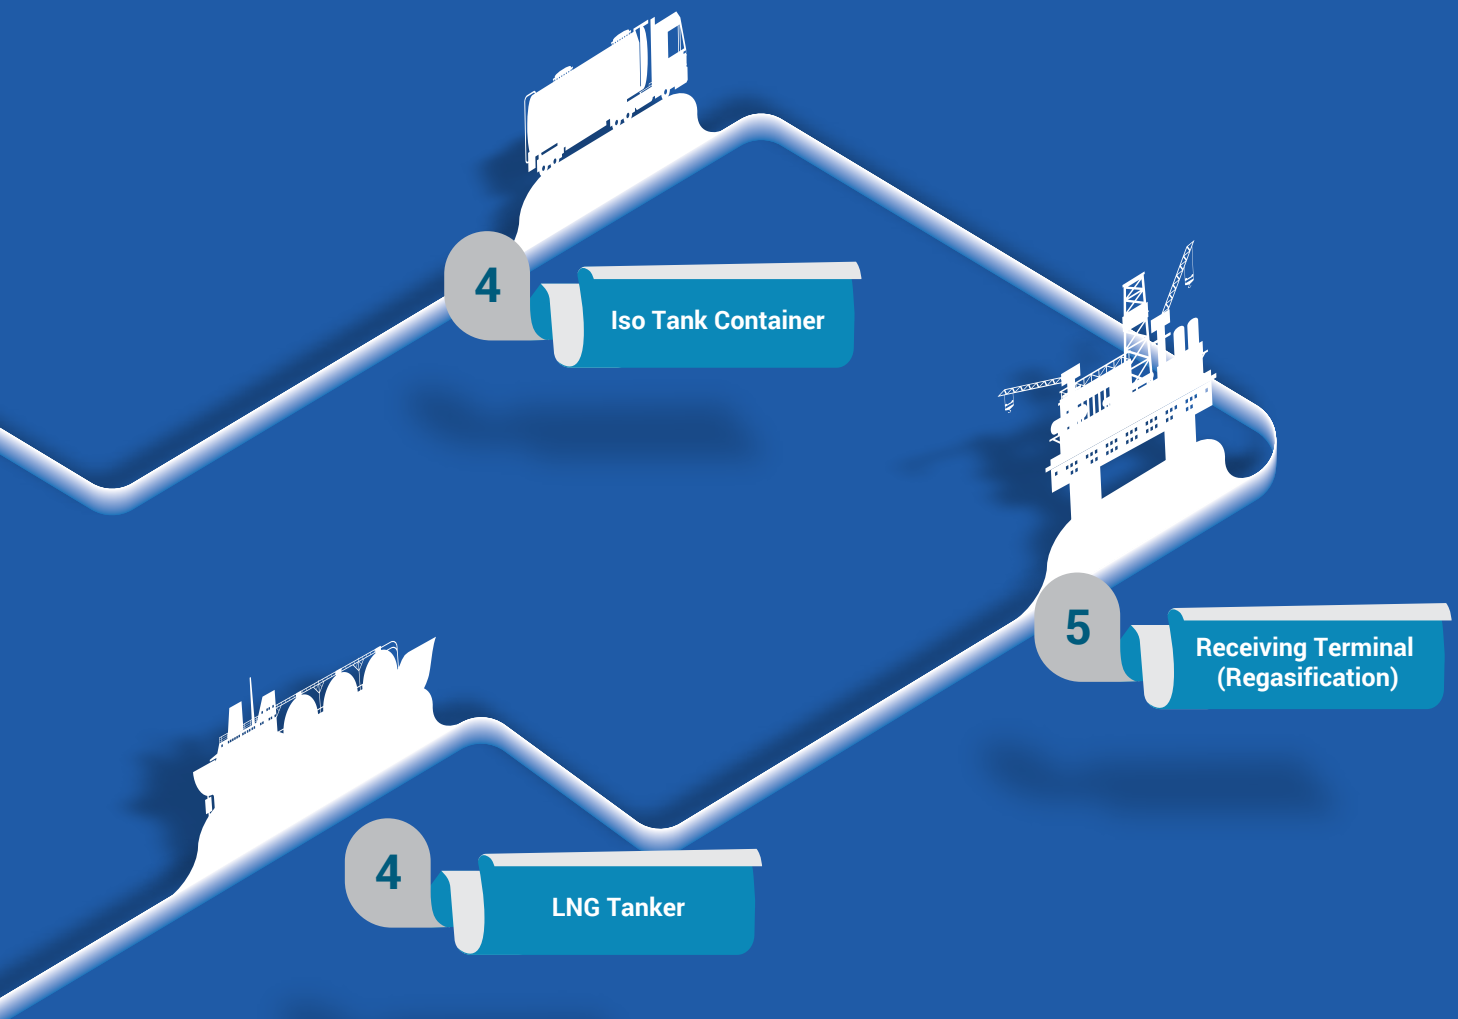 4
Iso Tank Container
5
Receiving Terminal
(Regasification)
4
LNG Tanker